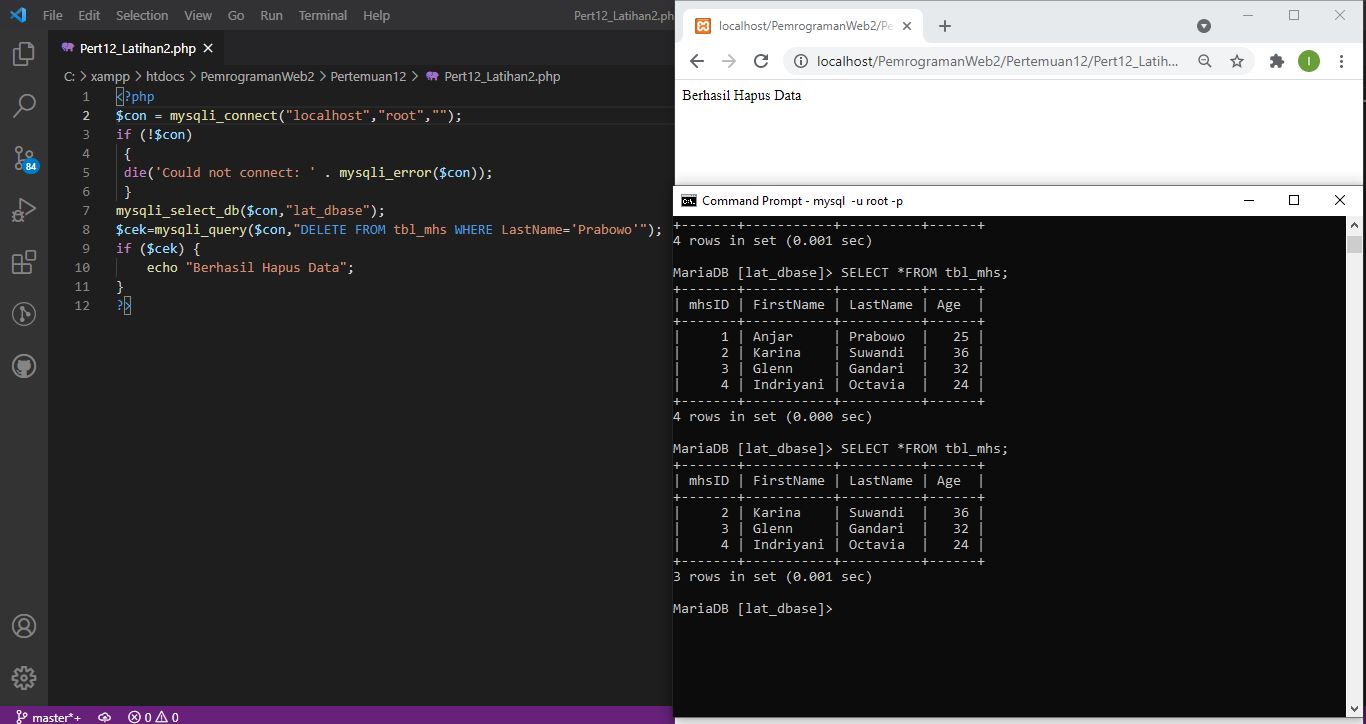 File Edit Selection View Go Run Terminal Help Pert12_Latihan2.ph
Pert12_Latihan2.php
C: > xampp > htdocs > PemrogramanWeb2 > Pertemuan12 > Pert12_Latihan2.php
1 <?php
2 $con = mysqli_connect("localhost","root","");
3 if (!$con)
4 {
5 die('Could not connect: ' . mysqli_error($con));
6 }
7 mysqli_select_db($con,"lat_dbase");
8 $cek=mysqli_query($con,"DELETE FROM tbl_mhs WHERE LastName='Prabowo'");
9 if ($cek) {
10 echo "Berhasil Hapus Data";
11 }
12 ?>
84
master*+ 0 0
localhost/PemrogramanWeb2/Pe
localhost/PemrogramanWeb2/Pertemuan12/Pert12_Latih...
I
Berhasil Hapus Data
Command Prompt - mysql -u root -p
+-------+-----------+----------+------+
4 rows in set (0.001 sec)
MariaDB [lat_dbase]> SELECT *FROM tbl_mhs;
+-------+-----------+----------+------+
| mhsID | FirstName | LastName | Age |
+-------+-----------+----------+------+
| 1 | Anjar | Prabowo | 25 |
| 2 | Karina | Suwandi | 36 |
| 3 | Glenn | Gandari | 32 |
| 4 | Indriyani | Octavia | 24 |
+-------+-----------+----------+------+
4 rows in set (0.000 sec)
MariaDB [lat_dbase]> SELECT *FROM tbl_mhs;
+-------+-----------+----------+------+
| mhsID | FirstName | LastName | Age |
+-------+-----------+----------+------+
| 2 | Karina | Suwandi | 36 |
| 3 | Glenn | Gandari | 32 |
| 4 | Indriyani | Octavia | 24 |
+-------+-----------+----------+------+
3 rows in set (0.001 sec)
MariaDB [lat_dbase]>